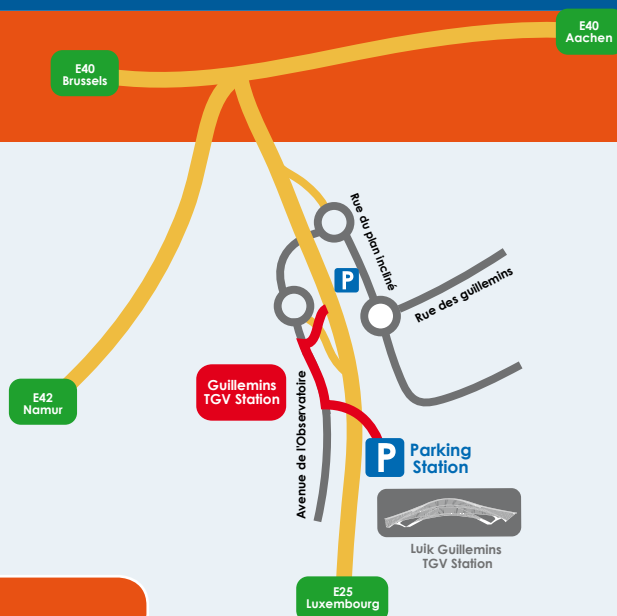 E40
Aachen
E40
Brussels
Rue du plan incliné
P
Rue des guillemins
Guillemins
TGV Station
E42
Namur
Avenue de l'Observatoire
P
Parking
Station
Luik Guillemins
TGV Station
E25
Luxembourg